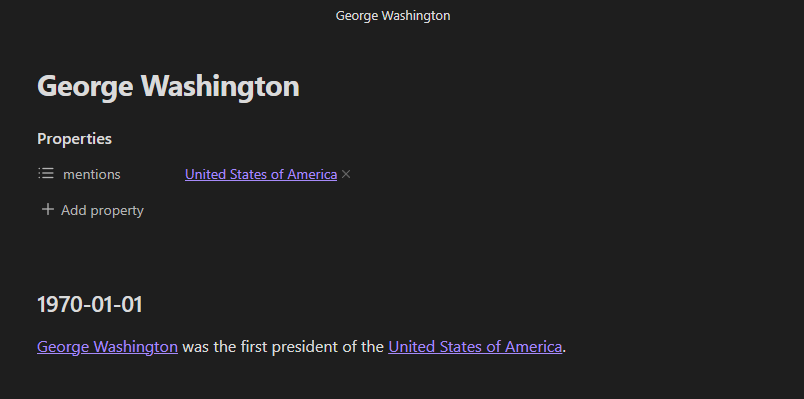 George Washington
George Washington
Properties
mentions United States of America ×
+ Add property
1970-01-01
George Washington was the first president of the United States of America.